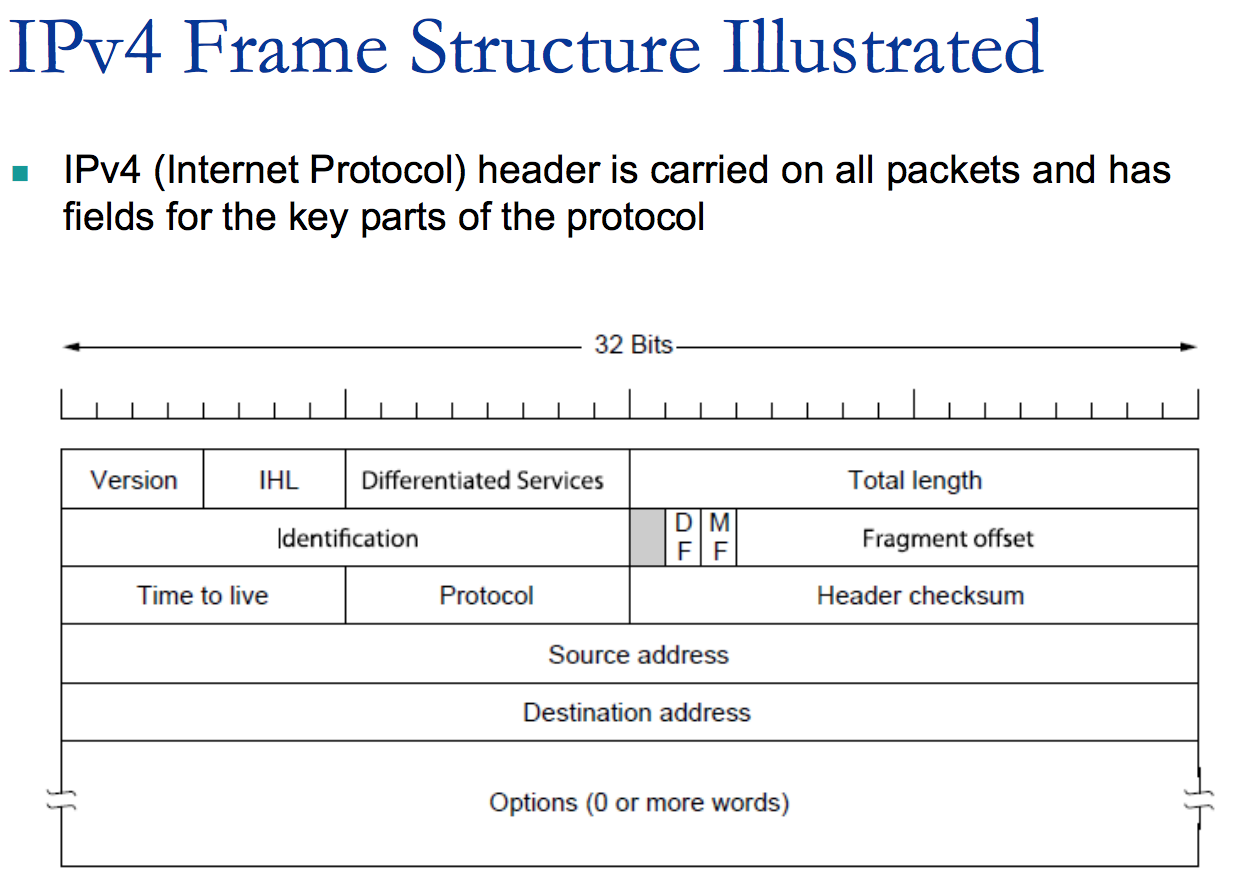 IPv4 Frame Structure Illustrated
IPv4 (Internet Protocol) header is carried on all packets and has
fields for the key parts of the protocol
32 Bits
Version IHL Differentiated Services Total length
Identification D F M F Fragment offset
Time to live Protocol Header checksum
Source address
Destination address
Options (0 or more words)